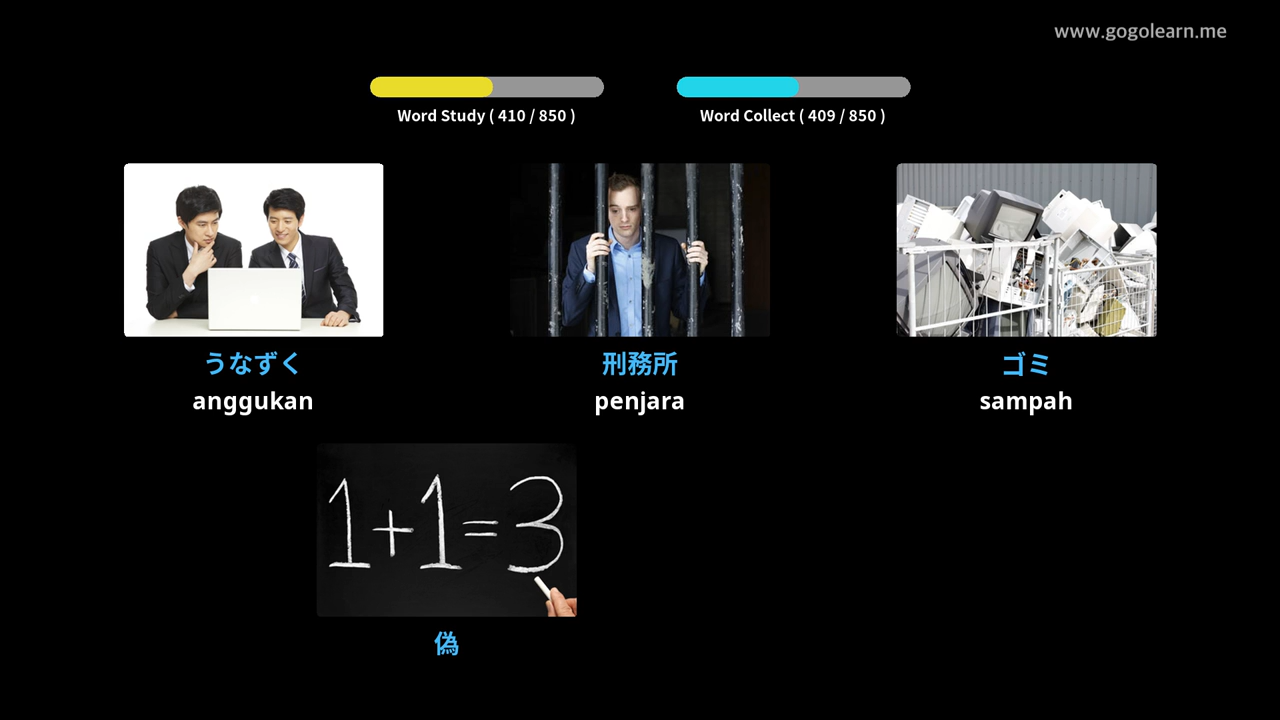 www.gogolearn.me
Word Study ( 410 / 850 )
Word Collect ( 409 / 850 )
うなずく
anggukan
刑務所
penjara
ゴミ
sampah
1+1=3
偽